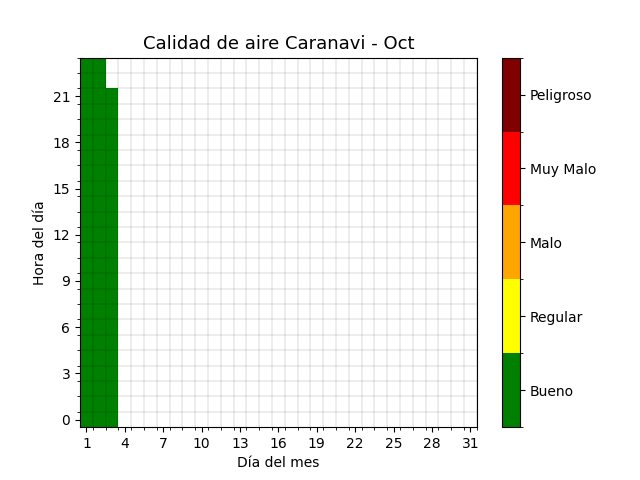 Calidad de aire Caranavi - Oct
Hora del día
21
18
15
12
9
6
3
0
1 4 7 10 13 16 19 22 25 28 31
Día del mes
Peligroso
Muy Malo
Malo
Regular
Bueno